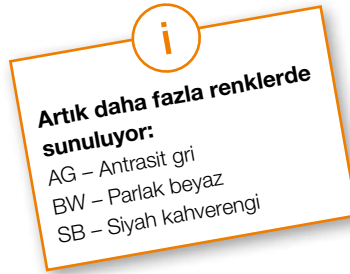 i
Artık daha fazla renklerde
sunuluyor:
AG – Antrasit gri
BW – Parlak beyaz
SB – Siyah kahverengi